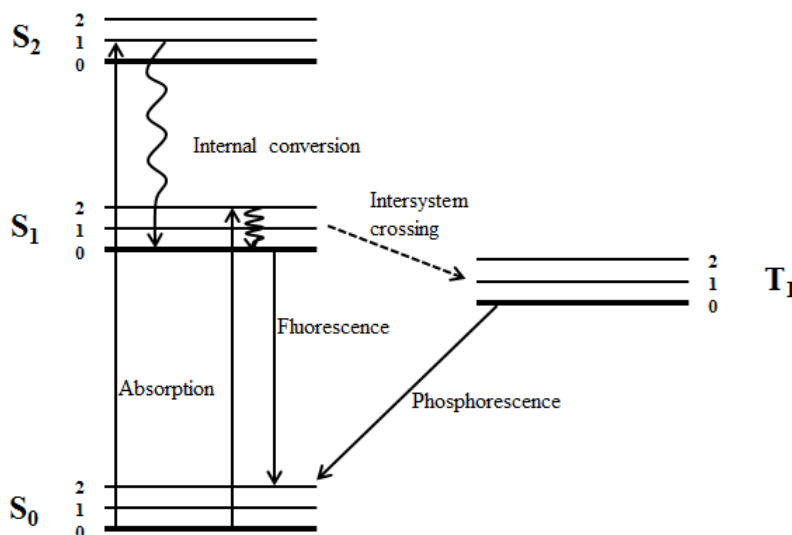 S2
2
1
0
Internal conversion
S1
2
1
0
Intersystem
crossing
2
1
0
T1
Fluorescence
Absorption
Phosphorescence
S0
2
1
0